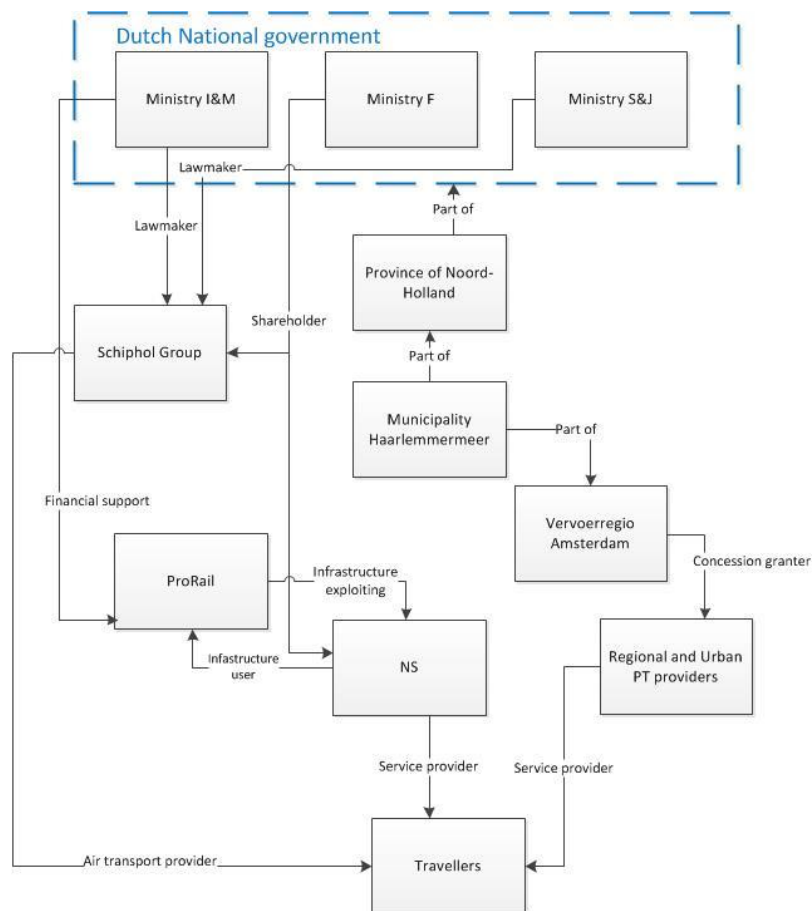 Dutch National government
Ministry I&M
Ministry F
Ministry S&J
Lawmaker
Lawmaker
Part of
Province of Noord-
Holland
Shareholder
Schiphol Group
Part of
Municipality
Haarlemmermeer
Part of
Financial support
Vervoerregio
Amsterdam
Concession granter
ProRail
Infrastructure
exploiting
Infastructure
user
NS
Regional and Urban
PT providers
Service provider
Service provider
Air transport provider
Travellers